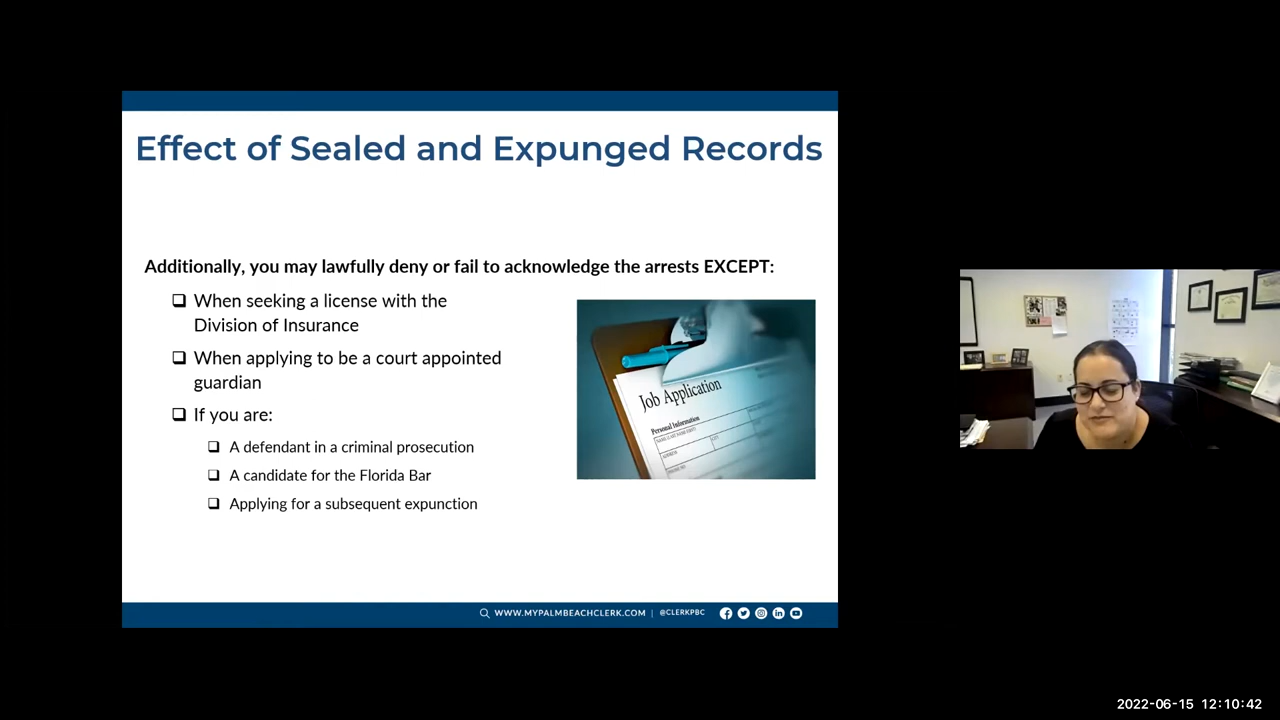 Effect of Sealed and Expunged Records
Additionally, you may lawfully deny or fail to acknowledge the arrests EXCEPT:
When seeking a license with the
Division of Insurance
When applying to be a court appointed
guardian
If you are:
A defendant in a criminal prosecution
A candidate for the Florida Bar
Applying for a subsequent expunction
Job Application
Personal Information
WWW.MYPALMBEACHCLERK.COM | @CLERKPBC
2022-06-15 12:10:42